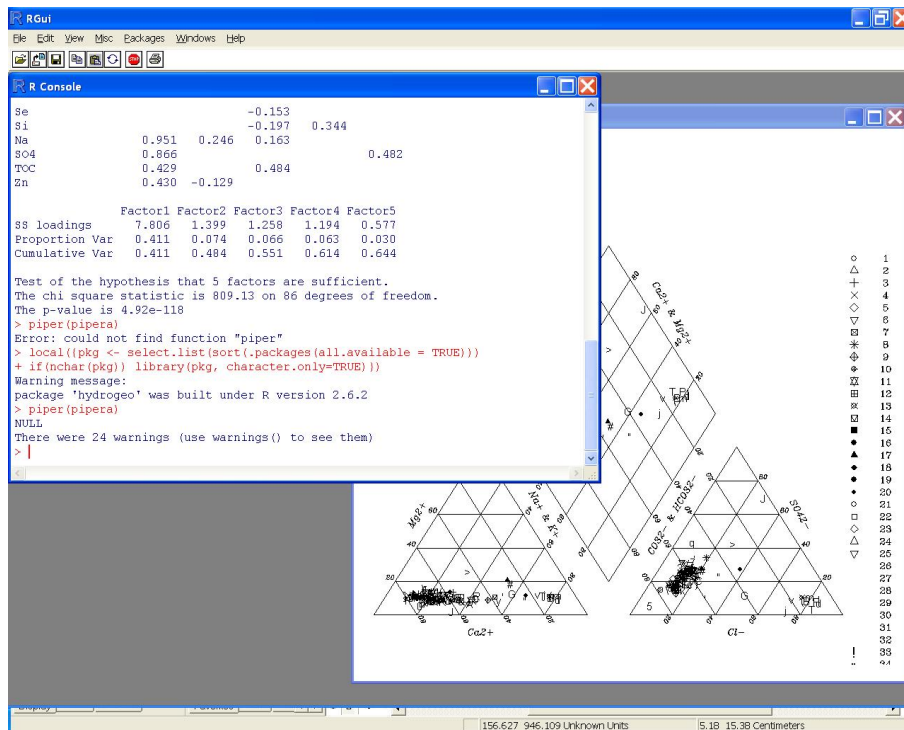 RGui
File Edit View Misc Packages Windows Help
R Console
Se -0.153
Si -0.197 0.344
Na 0.951 0.246 0.163
SO4 0.866 0.482
TOC 0.429 0.484
Zn 0.430 -0.129
Factor1 Factor2 Factor3 Factor4 Factor5
SS loadings 7.806 1.399 1.258 1.194 0.577
Proportion Var 0.411 0.074 0.066 0.063 0.030
Cumulative Var 0.411 0.484 0.551 0.614 0.644
Test of the hypothesis that 5 factors are sufficient.
The chi square statistic is 809.13 on 86 degrees of freedom.
The p-value is 4.92e-118
> piper(pipera)
Error: could not find function "piper"
> local((pkg <- select.list(sort(.packages(all.available = TRUE)))
+ if(nchar(pkg)) library(pkg, character.only=TRUE)))
Warning message:
package 'hydrogeo' was built under R version 2.6.2
> piper(pipera)
NULL
There were 24 warnings (use warnings() to see them)
>
Ca2+ & Mg2+
Mg2+
Na+ & K+
CO32- & HCO32-
SO42-
80
60
40
20
Ca2+
Cl-
1
2
3
4
5
6
7
8
9
10
11
12
13
14
15
16
17
18
19
20
21
22
23
24
25
26
27
28
29
30
31
32
! 33
" 34
Display
Favorites
156.627 946.109 Unknown Units
5.18 15.38 Centimeters